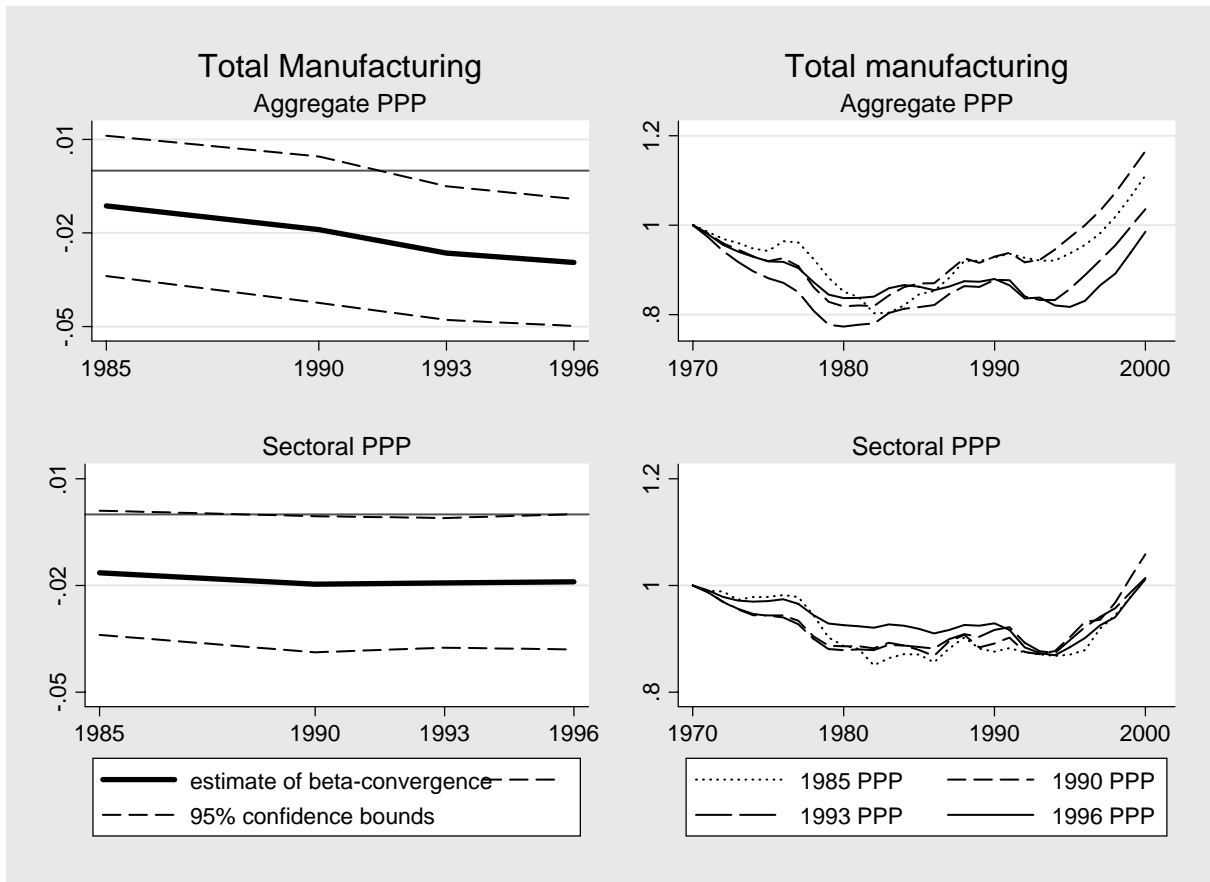 Total Manufacturing
Aggregate PPP
.01
-.02
-.05
1985 1990 1993 1996
Sectoral PPP
.01
-.02
-.05
1985 1990 1993 1996
estimate of beta-convergence
95% confidence bounds
Total manufacturing
Aggregate PPP
1.2
1
.8
1970 1980 1990 2000
Sectoral PPP
1.2
1
.8
1970 1980 1990 2000
1985 PPP 1990 PPP
1993 PPP 1996 PPP